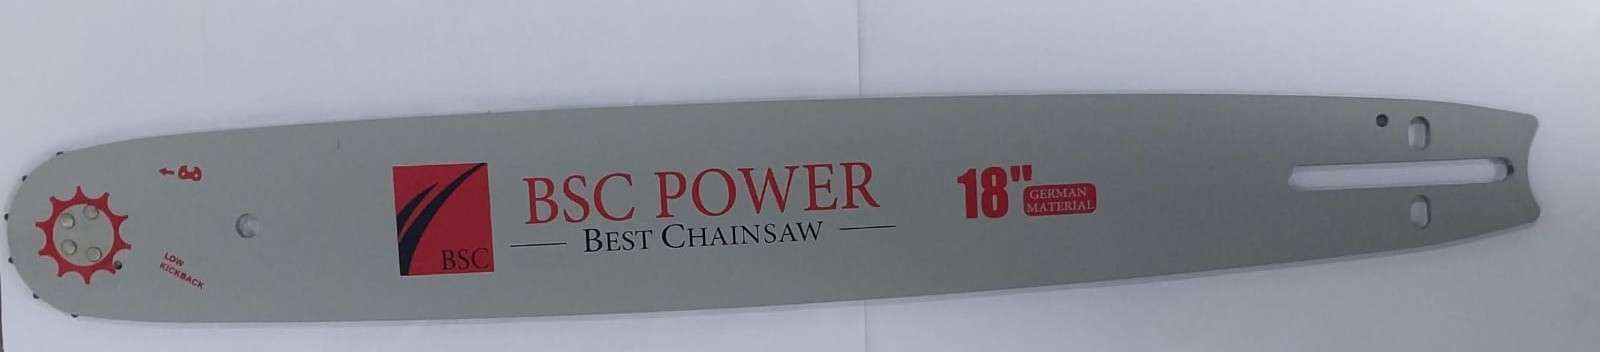 LOW
KICKBACK
BSC
BSC POWER
BEST CHAINSAW
18"
GERMAN
MATERIAL